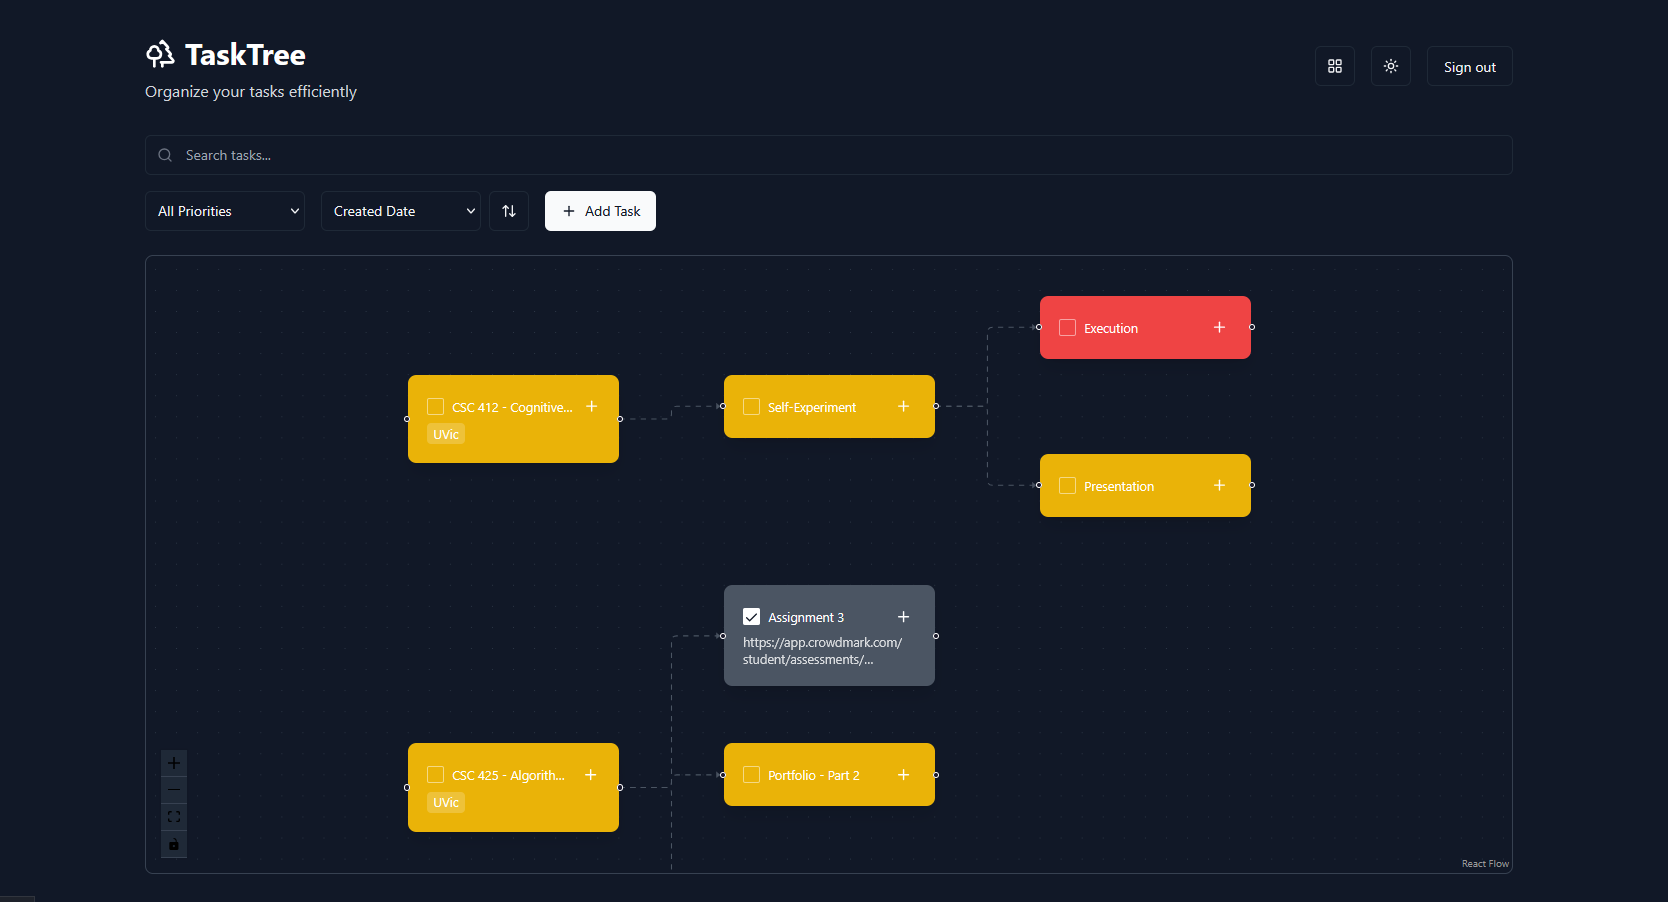 TaskTree
Organize your tasks efficiently
Sign out
Search tasks...
All Priorities
Created Date
Add Task
Execution
CSC 412 - Cognitive...
UVic
Self-Experiment
Presentation
Assignment 3
https://app.crowdmark.com/
student/assessments/...
CSC 425 - Algorith...
UVic
Portfolio - Part 2
React Flow